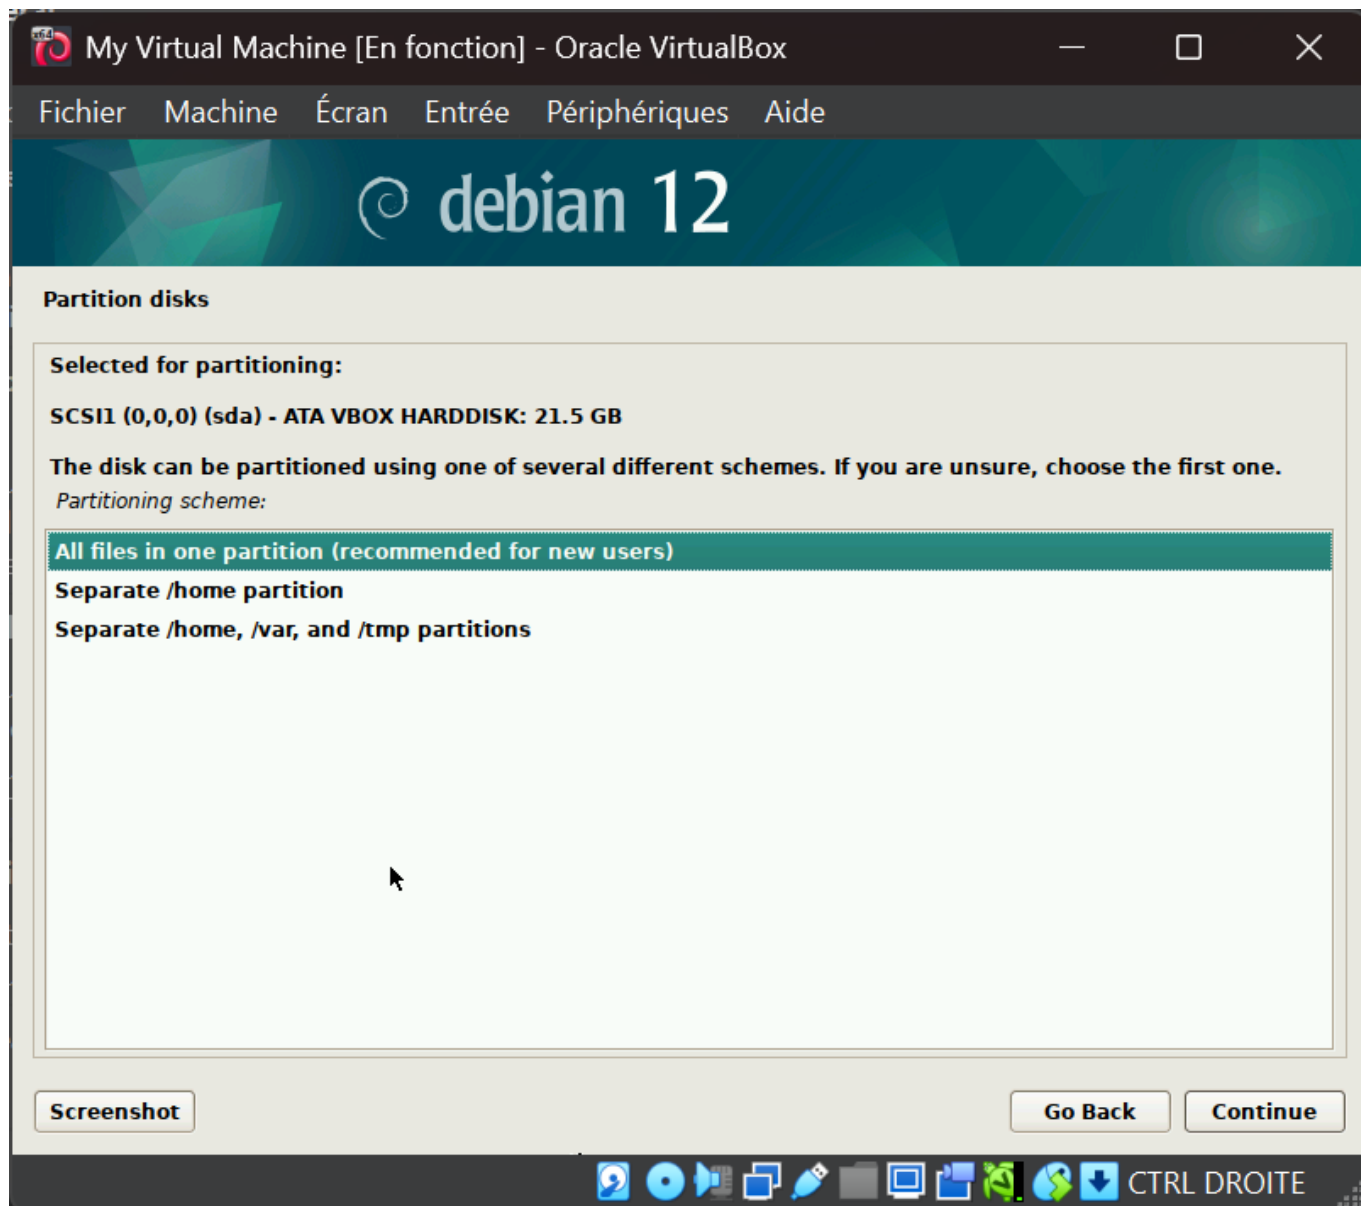 My Virtual Machine [En fonction] - Oracle VirtualBox
Fichier Machine Écran Entrée Périphériques Aide
debian 12
Partition disks
Selected for partitioning:
SCSI1 (0,0,0) (sda) - ATA VBOX HARDDISK: 21.5 GB
The disk can be partitioned using one of several different schemes. If you are unsure, choose the first one.
Partitioning scheme:
All files in one partition (recommended for new users)
Separate /home partition
Separate /home, /var, and /tmp partitions
Screenshot Go Back Continue
CTRL DROITE